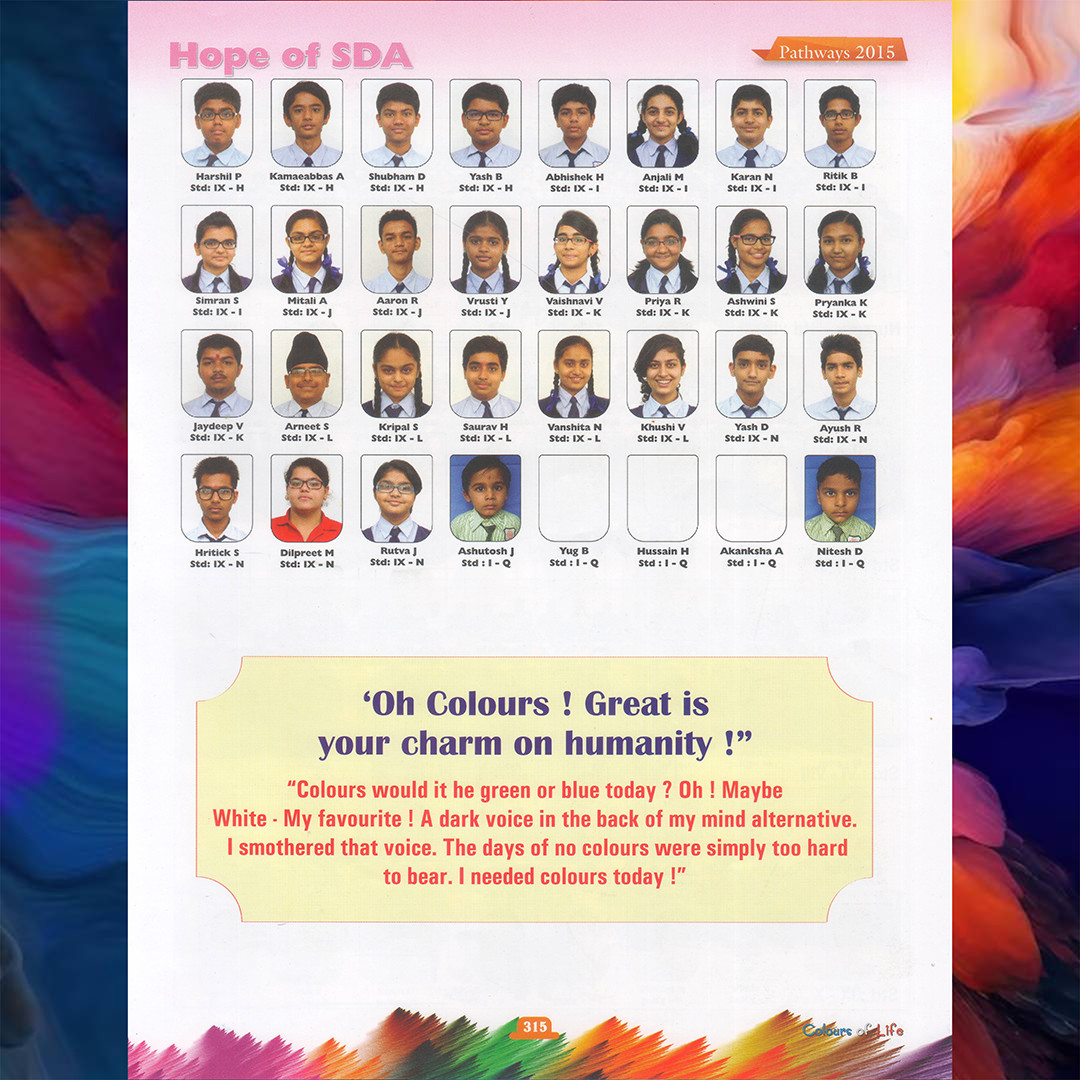 Hope of SDA
Pathways 2015
Harshil P Kamaeabbas A Shubham D Yash B Abhishek H Anjali M Karan N Ritik B
Std: IX - H Std: IX - H Std: IX - H Std: IX - H Std: IX - I Std: IX - I Std: IX - I Std: IX - I
Simran S Mitali A Aaron R Vrusti Y Vaishnavi V Priya R Ashwini S Pryanka K
Std: IX - I Std: IX - J Std: IX - J Std: IX - J Std: IX - K Std: IX - K Std: IX - K Std: IX - K
Jaydeep V Arneet S Kripal S Saurav H Vanshita N Khushi V Yash D Ayush R
Std: IX - K Std: IX - L Std: IX - L Std: IX - L Std: IX - L Std: IX - L Std: IX - N Std: IX - N
Hritick S Dilpreet M Rutva J Ashutosh J Yug B Hussain H Akanksha A Nitesh D
Std: IX - N Std: IX - N Std: IX - N Std : I - Q Std : I - Q Std : I - Q Std : I - Q Std : I - Q
‘Oh Colours ! Great is
your charm on humanity !”
“Colours would it he green or blue today ? Oh ! Maybe
White - My favourite ! A dark voice in the back of my mind alternative.
I smothered that voice. The days of no colours were simply too hard
to bear. I needed colours today !”
315
Colours of Life